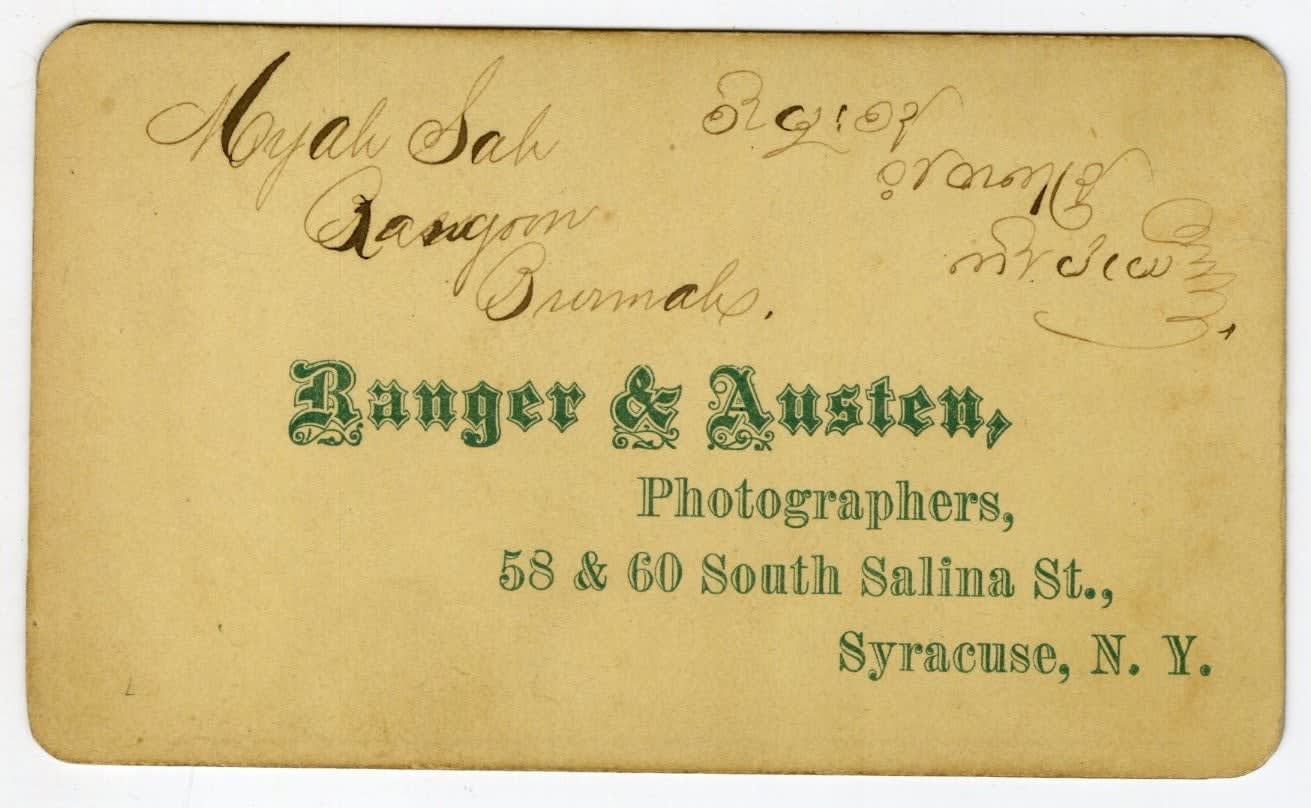 Myah Sah
Rangoon
Burmah.
Ranger & Austen,
Photographers,
58 & 60 South Salina St.,
Syracuse, N. Y.